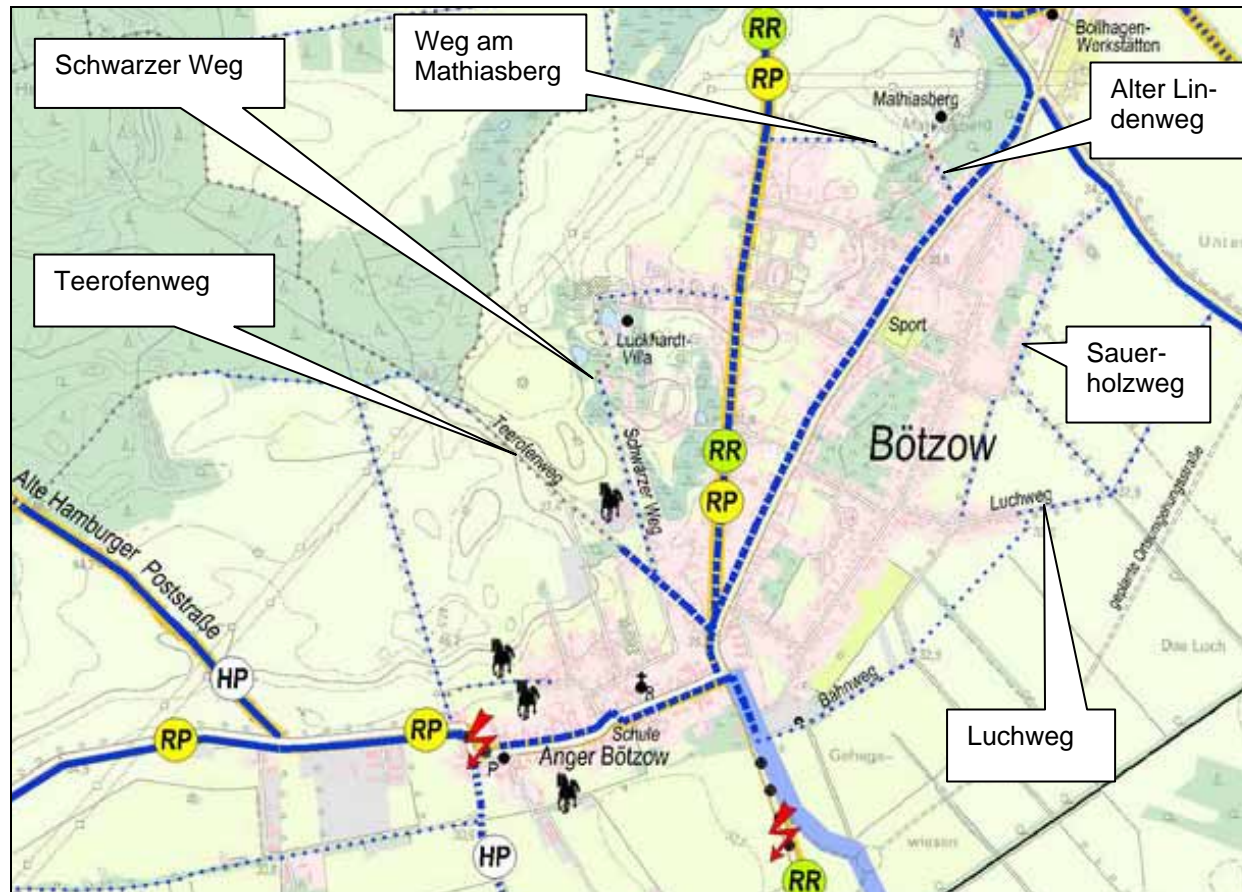 Schwarzer Weg
Weg am
Mathiasberg
RR
RP
Bollhagen-
Werkstätten
Mathiasberg
Alter Lin-
denweg
Teerofenweg
Luckhardt-
Villa
Sport
Sauer-
holzweg
Teerofenweg
Schwarzer Weg
RR
RP
Bötzow
Luchweg
geplante Ortsumgehungsstraße
Alte Hamburger Poststraße
HP
Das Luch
Bahnweg
RP
RP
Schule
Anger Bötzow
P
Luchweg
Gehege-
wiesen
HP
RR